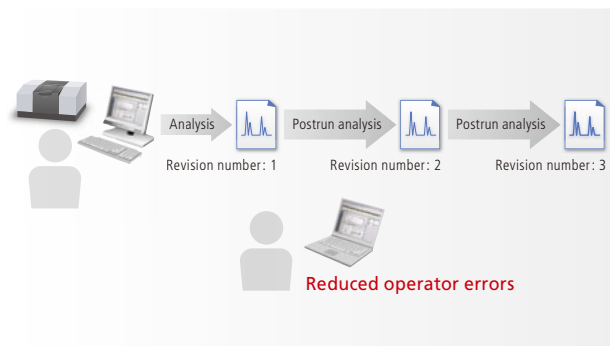 Analysis
Postrun analysis
Postrun analysis
Revision number: 1
Revision number: 2
Revision number: 3
Reduced operator errors